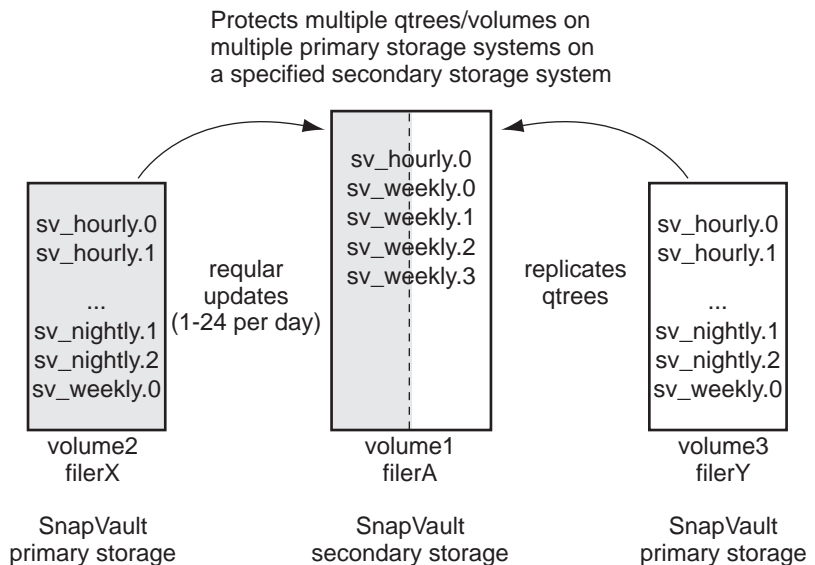 Protects multiple qtrees/volumes on
multiple primary storage systems on
a specified secondary storage system
sv_hourly.0
sv_hourly.1
...
sv_nightly.1
sv_nightly.2
sv_weekly.0
reqular
updates
(1-24 per day)
sv_hourly.0
sv_weekly.0
sv_weekly.1
sv_weekly.2
sv_weekly.3
replicates
qtrees
sv_hourly.0
sv_hourly.1
...
sv_nightly.1
sv_nightly.2
sv_weekly.0
volume2
filerX
volume1
filerA
volume3
filerY
SnapVault
primary storage
SnapVault
secondary storage
SnapVault
primary storage